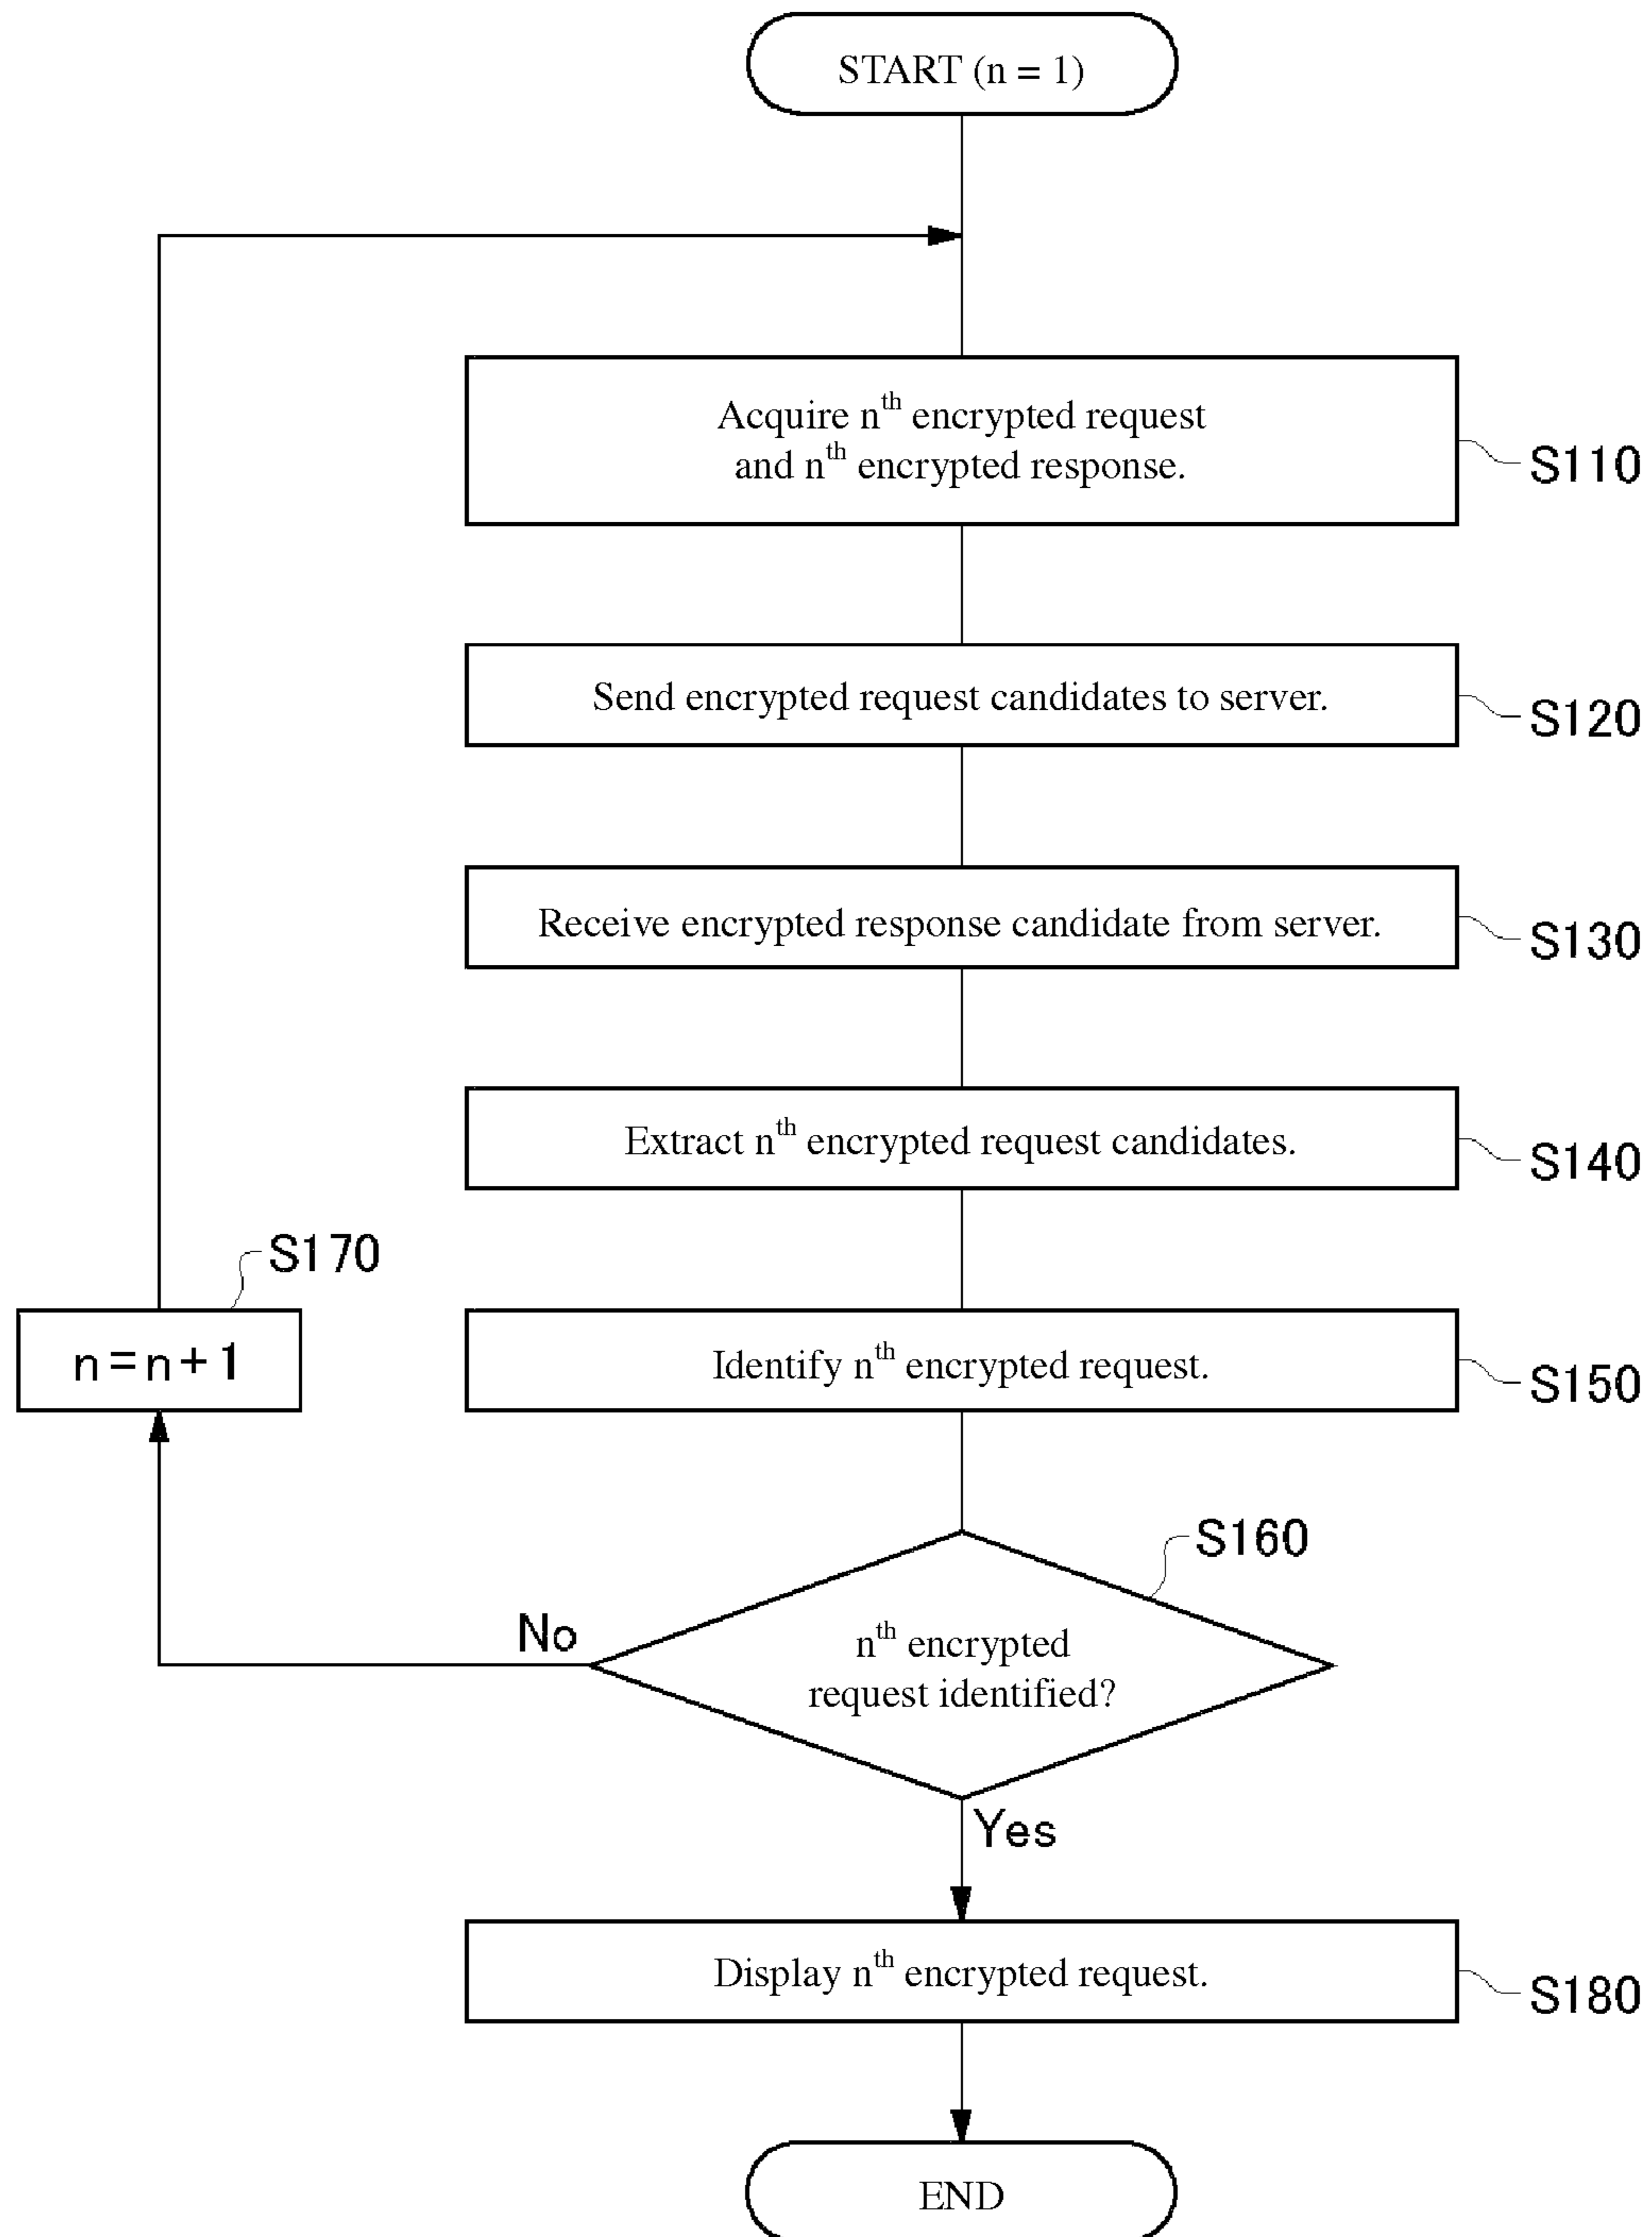 START (n = 1)
Acquire nth encrypted request
and nth encrypted response.
S110
Send encrypted request candidates to server.
S120
Receive encrypted response candidate from server.
S130
Extract nth encrypted request candidates.
S140
S170
n=n+1
Identify nth encrypted request.
S150
S160
No
nth encrypted
request identified?
Yes
Display nth encrypted request.
S180
END